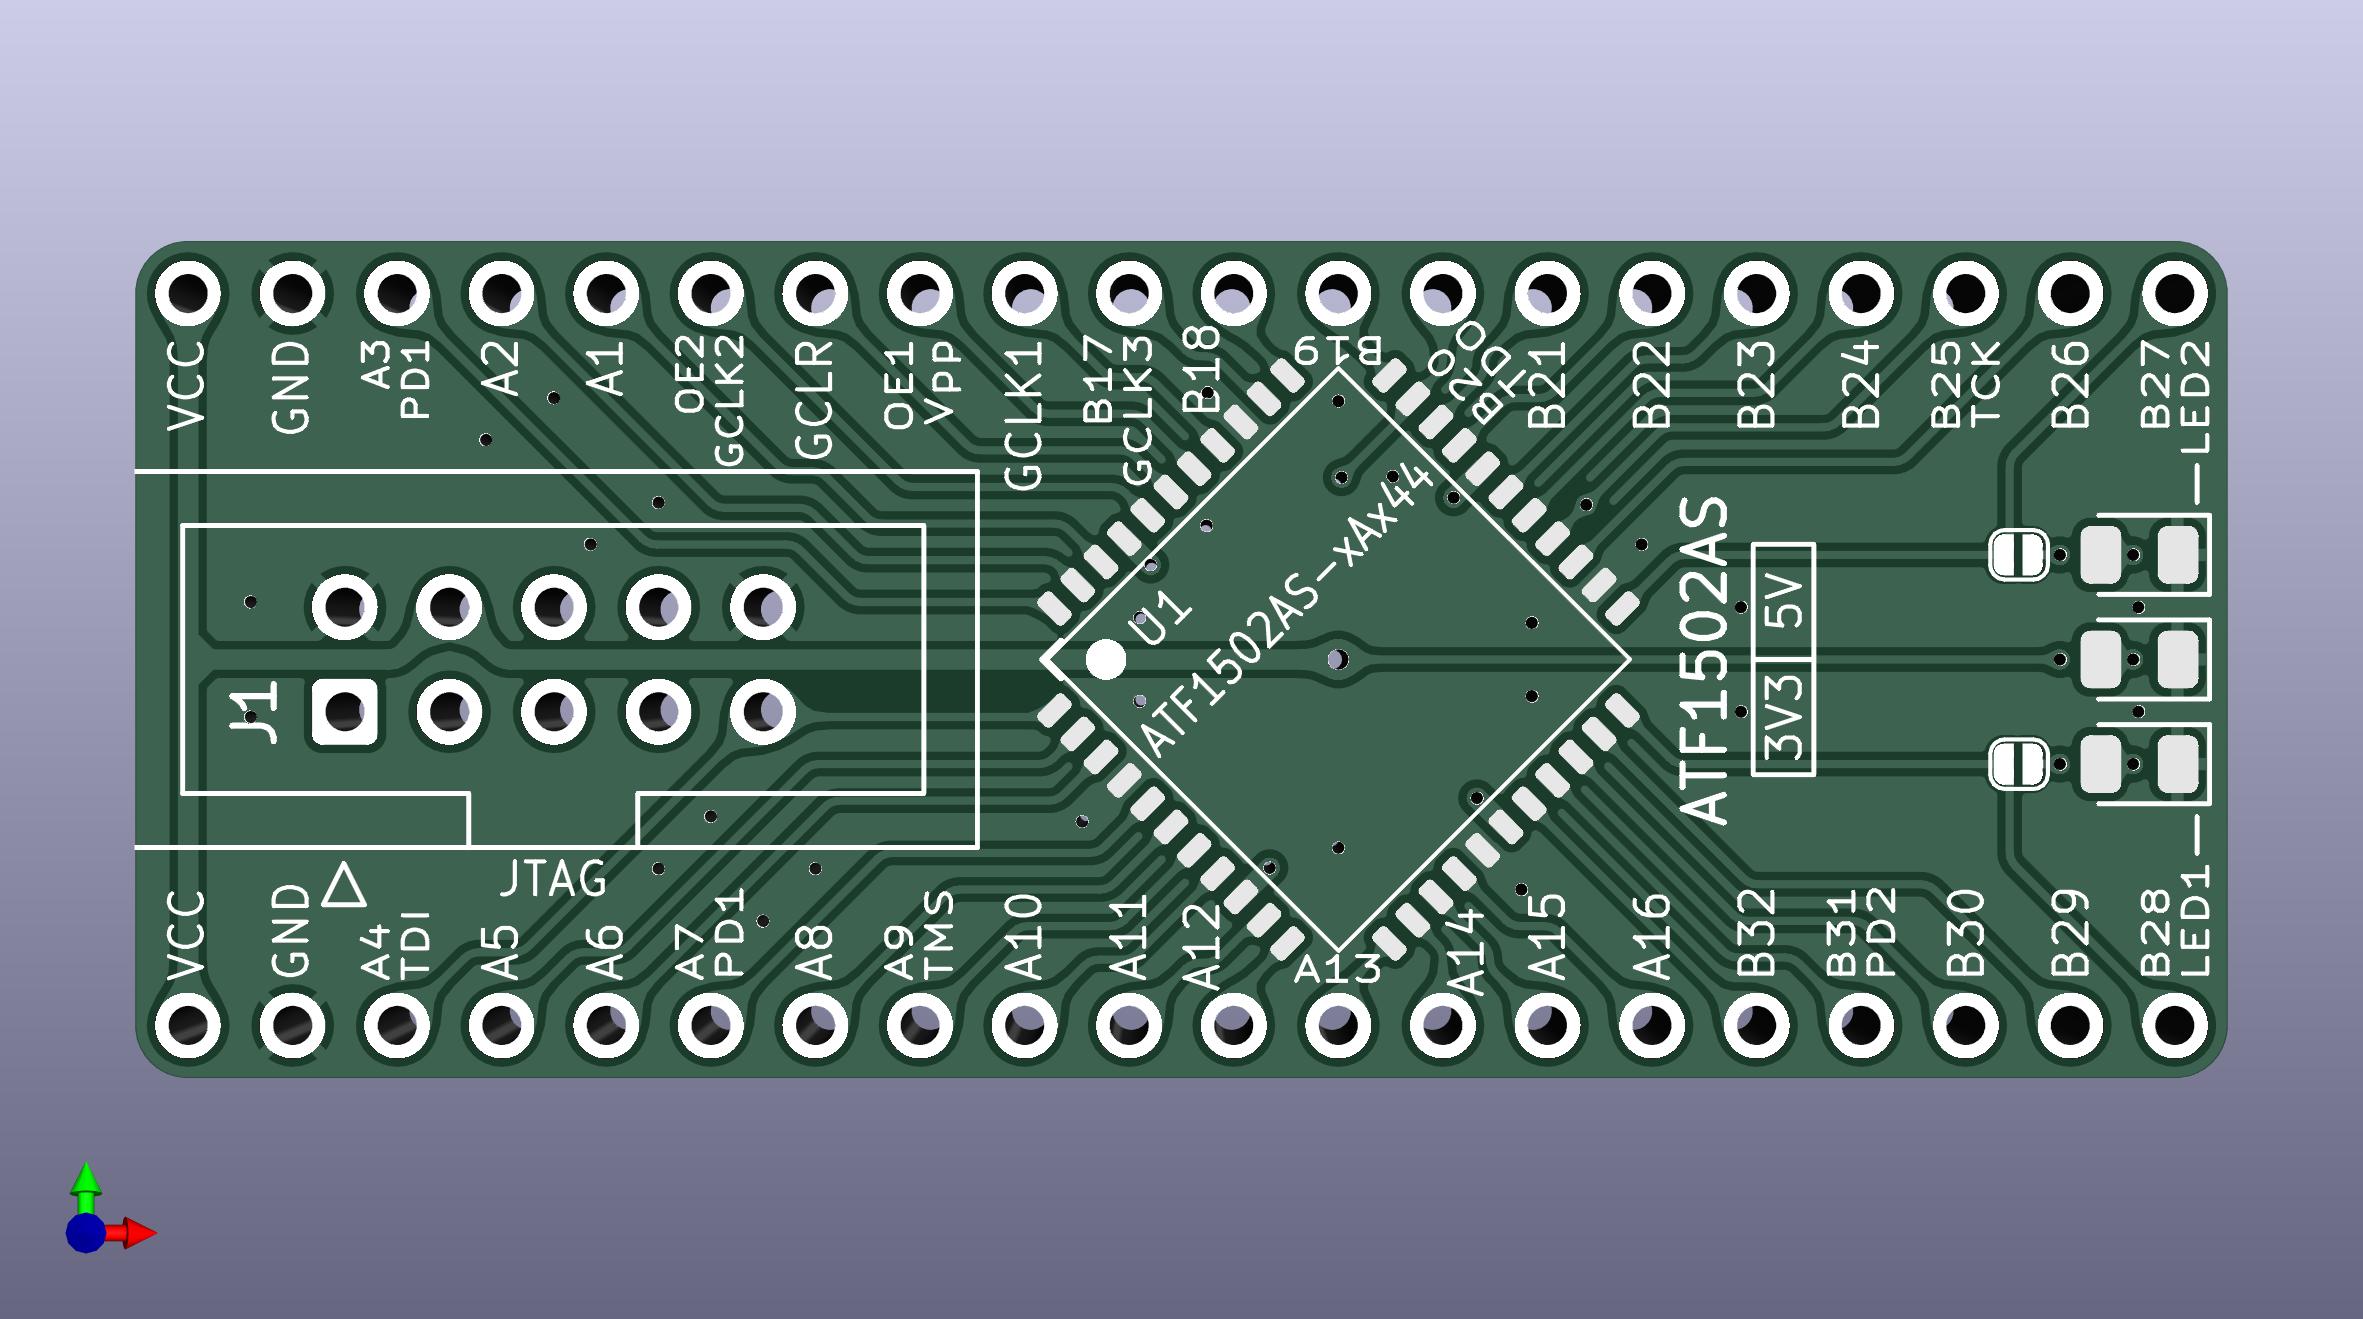 VCC
GND
A3
PD1
A2
A1
OE2
GCLK2
GCLR
OE1
VPP
GCLK1
B17
GCLK3
B18
B19
B20
B21
B22
B23
B24
B25
TCK
B26
B27
LED2
U1
ATF1502AS-xAx44
ATF1502AS
5V
3V3
J1
JTAG
VCC
GND
A4
TDI
A5
A6
A7
PD1
A8
A9
TMS
A10
A11
A12
A13
A14
A15
A16
B32
B31
PD2
B30
B29
B28
LED1